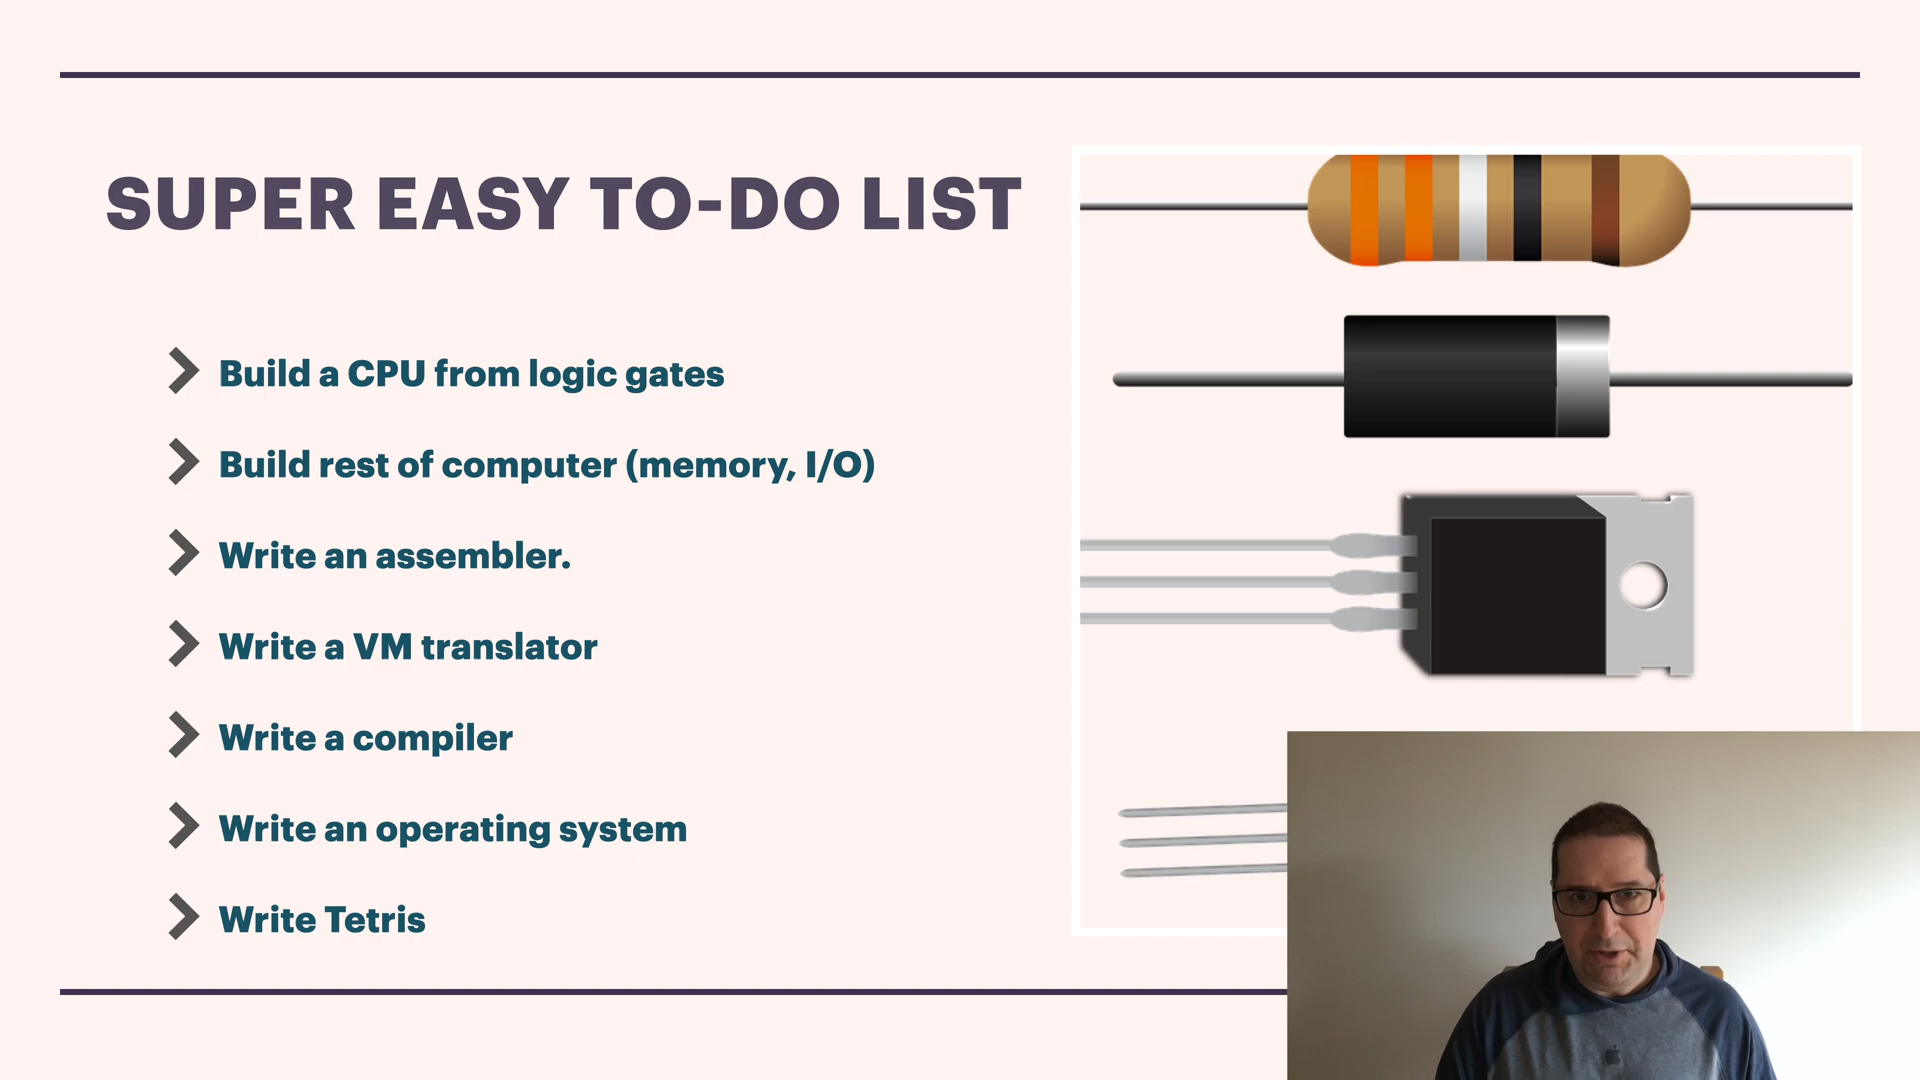 SUPER EASY TO-DO LIST
Build a CPU from logic gates
Build rest of computer (memory, I/O)
Write an assembler.
Write a VM translator
Write a compiler
Write an operating system
Write Tetris